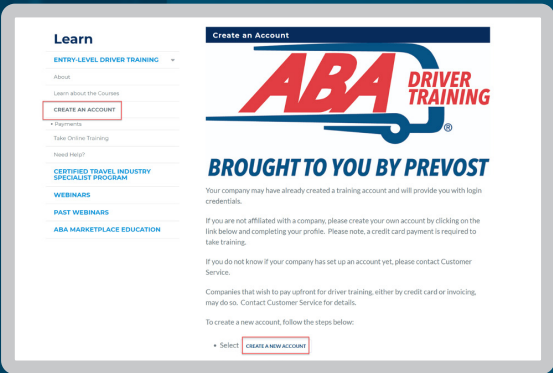 Learn
ENTRY-LEVEL DRIVER TRAINING
About
Learn about the Courses
CREATE AN ACCOUNT
• Payments
Take Online Training
Need Help?
CERTIFIED TRAVEL INDUSTRY
SPECIALIST PROGRAM
WEBINARS
PAST WEBINARS
ABA MARKETPLACE EDUCATION
Create an Account
ABA DRIVER
TRAINING
®
BROUGHT TO YOU BY PREVOST
Your company may have already created a training account and will provide you with login
credentials.
If you are not affiliated with a company, please create your own account by clicking on the
link below and completing your profile. Please note, a credit card payment is required to
take training.
If you do not know if your company has set up an account yet, please contact Customer
Service.
Companies that wish to pay upfront for driver training, either by credit card or invoicing,
may do so. Contact Customer Service for details.
To create a new account, follow the steps below:
• Select CREATE A NEW ACCOUNT